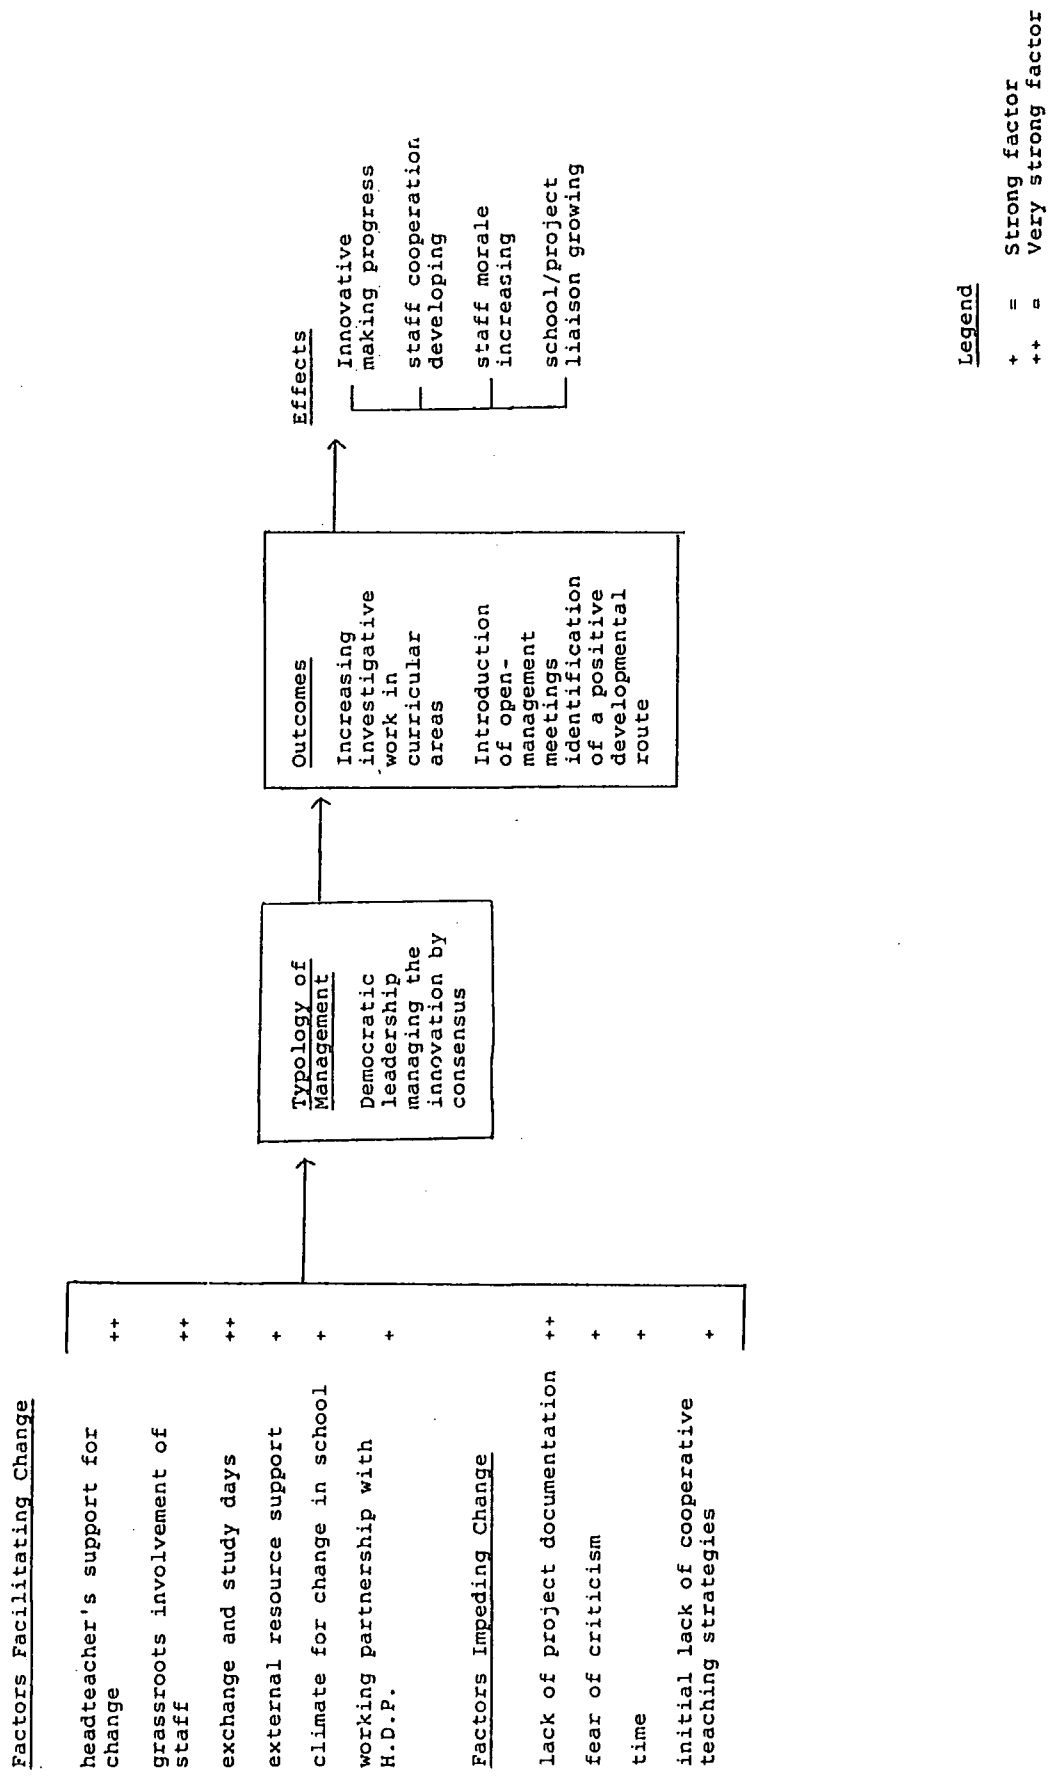 Factors Facilitating Change
headteacher's support for
change ++
grassroots involvement of
staff ++
exchange and study days ++
external resource support +
climate for change in school +
working partnership with
H.D.P. +
Factors Impeding Change
lack of project documentation ++
fear of criticism +
time +
initial lack of cooperative
teaching strategies +
Typology of
Management
Democratic
leadership
managing the
innovation by
consensus
Outcomes
Increasing
investigative
work in
curricular
areas
Introduction
of open-
management
meetings
identification
of a positive
developmental
route
Effects
Innovative
making progress
staff cooperation
developing
staff morale
increasing
school/project
liaison growing
Legend
+ = Strong factor
++ = Very strong factor